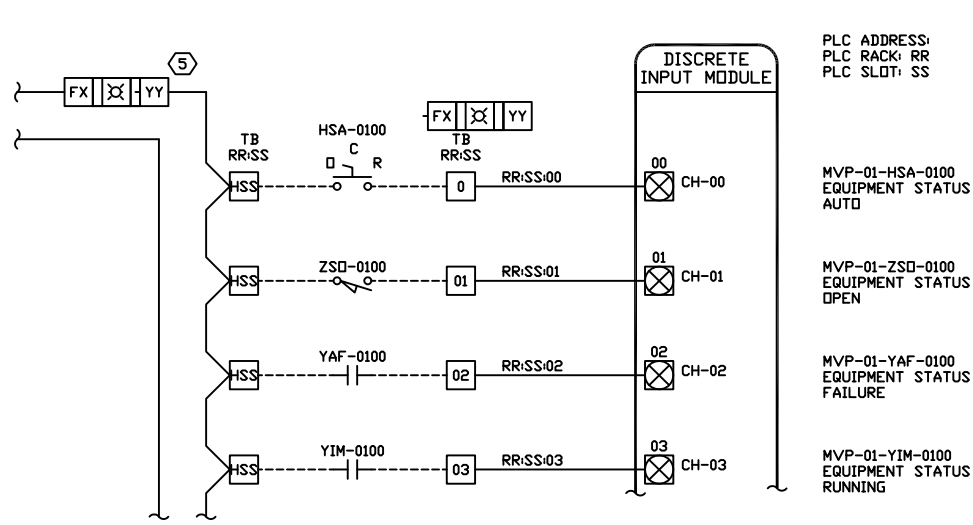 PLC ADDRESS:
PLC RACK: RR
PLC SLOT: SS
5
FX YY
DISCRETE
INPUT MODULE
FX YY
TB
RR:SS
HSA-0100
O C R
TB
RR:SS
HSS
0
RR:SS:00
00
CH-00
MVP-01-HSA-0100
EQUIPMENT STATUS
AUTO
HSS
ZSO-0100
01
RR:SS:01
01
CH-01
MVP-01-ZSO-0100
EQUIPMENT STATUS
OPEN
HSS
YAF-0100
02
RR:SS:02
02
CH-02
MVP-01-YAF-0100
EQUIPMENT STATUS
FAILURE
HSS
YIM-0100
03
RR:SS:03
03
CH-03
MVP-01-YIM-0100
EQUIPMENT STATUS
RUNNING